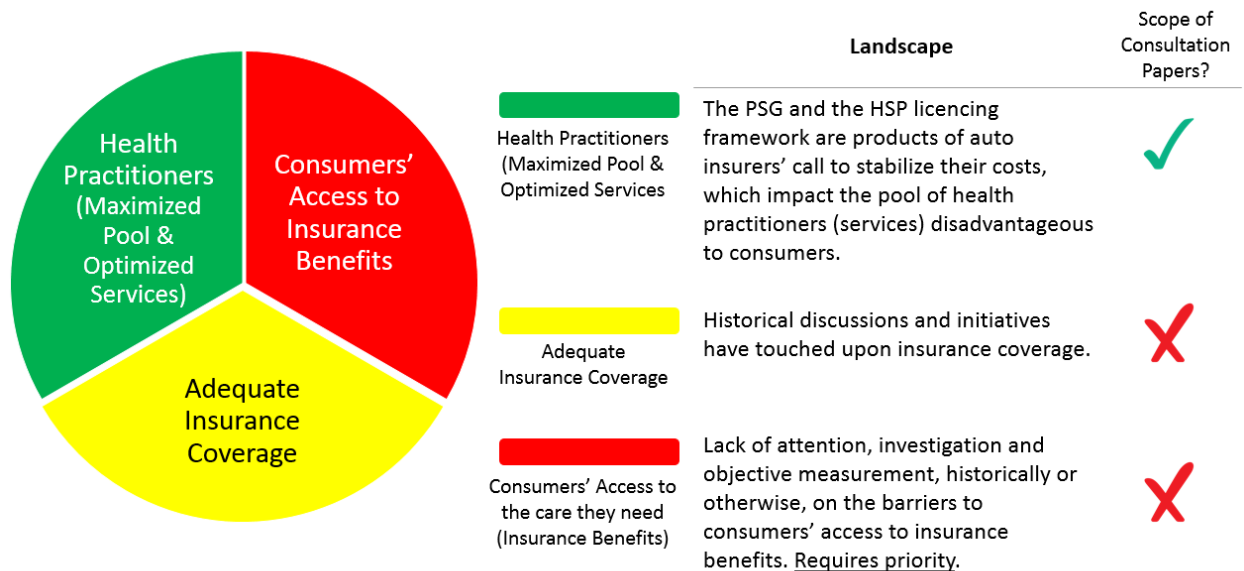 Health
Practitioners
(Maximized
Pool &
Optimized
Services)
Consumers’
Access to
Insurance
Benefits
Adequate
Insurance
Coverage
Landscape
Scope of
Consultation
Papers?
Health Practitioners
(Maximized Pool &
Optimized Services
The PSG and the HSP licencing
framework are products of auto
insurers’ call to stabilize their costs,
which impact the pool of health
practitioners (services) disadvantageous
to consumers.
Adequate
Insurance Coverage
Historical discussions and initiatives
have touched upon insurance coverage.
Consumers’ Access to
the care they need
(Insurance Benefits)
Lack of attention, investigation and
objective measurement, historically or
otherwise, on the barriers to
consumers’ access to insurance
benefits. Requires priority.